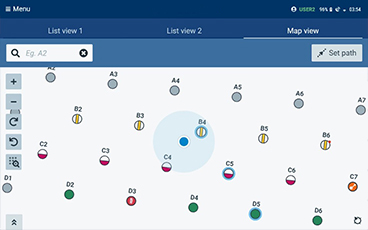 Menu
USER2 95% 03:54
List view 1 List view 2 Map view
Eg. A2 Set path
A2 A3 A4 A5 A6 A7
B2 B3 B4 B5 B6
C2 C3 C4 C5 C6 C7
D1 D2 D3 D4 D5 D6